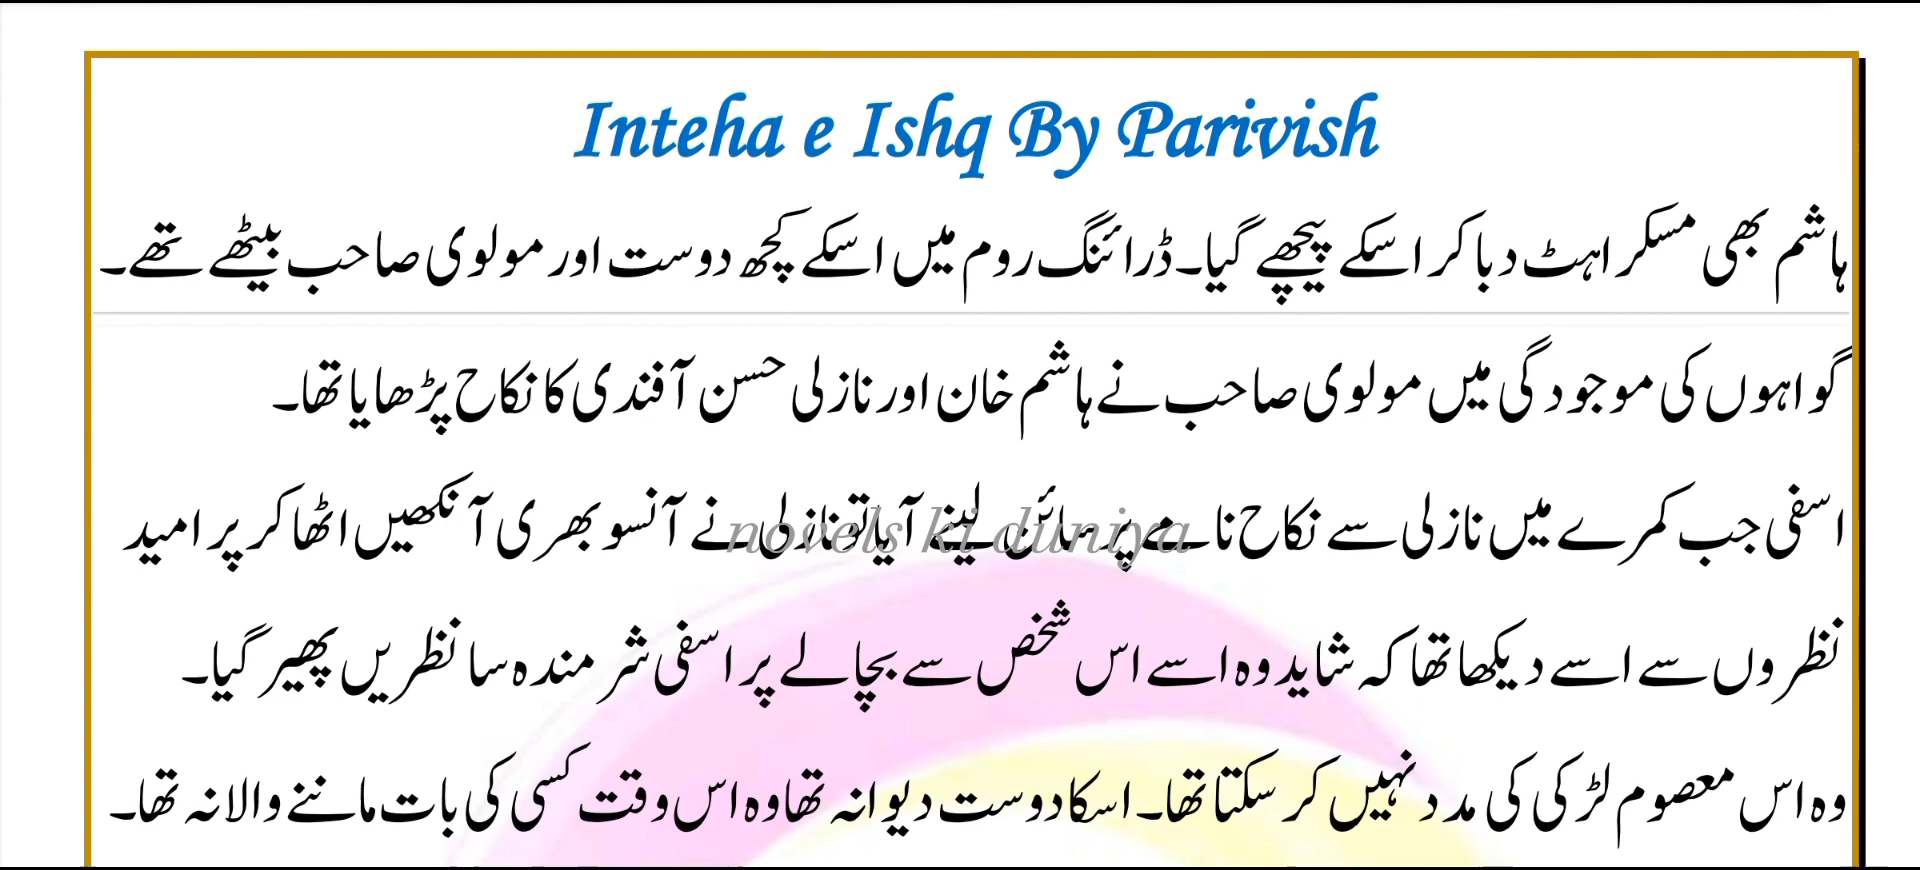 Inteha e Ishq By Parivish
ہاشم بھی مسکراہٹ دبا کر اسکے پیچھے گیا۔ ڈرائنگ روم میں اسکے کچھ دوست اور مولوی صاحب بیٹھے تھے۔
گواہوں کی موجودگی میں مولوی صاحب نے ہاشم خان اور نازلی حسن آفندی کا نکاح پڑھایا تھا۔
اسفی جب کمرے میں نازلی سے نکاح نامے پر سائن لینے آیا تو نازلی نے آنسو بھری آنکھیں اٹھا کر پر امید
novels ki duniya
نظروں سے اسے دیکھا تھا کہ شاید وہ اسے اس شخص سے بچا لے پر اسفی شرمندہ سا نظریں پھیر گیا۔
وہ اس معصوم لڑکی کی مدد نہیں کر سکتا تھا۔ اسکا دوست دیوانہ تھا وہ اس وقت کسی کی بات ماننے والا نہ تھا۔